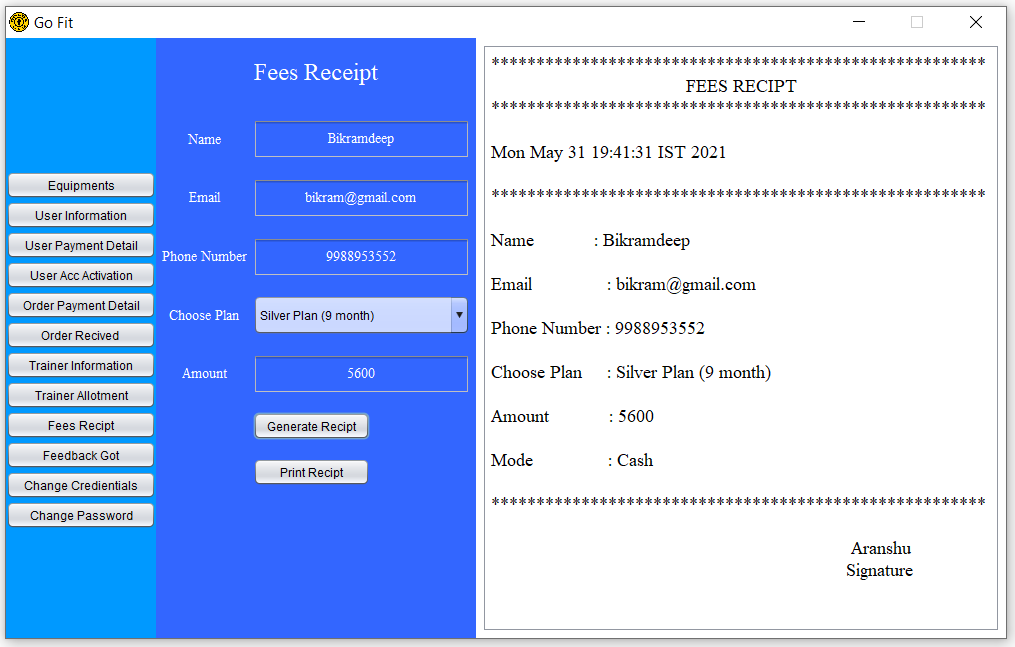 Go Fit
Equipments
User Information
User Payment Detail
User Acc Activation
Order Payment Detail
Order Recived
Trainer Information
Trainer Allotment
Fees Recipt
Feedback Got
Change Credientials
Change Password
Fees Receipt
Name Bikramdeep
Email bikram@gmail.com
Phone Number 9988953552
Choose Plan Silver Plan (9 month)
Amount 5600
Generate Recipt
Print Recipt
*******************************************************
FEES RECIPT
*******************************************************
Mon May 31 19:41:31 IST 2021
*******************************************************
Name : Bikramdeep
Email : bikram@gmail.com
Phone Number : 9988953552
Choose Plan : Silver Plan (9 month)
Amount : 5600
Mode : Cash
*******************************************************
Aranshu
Signature